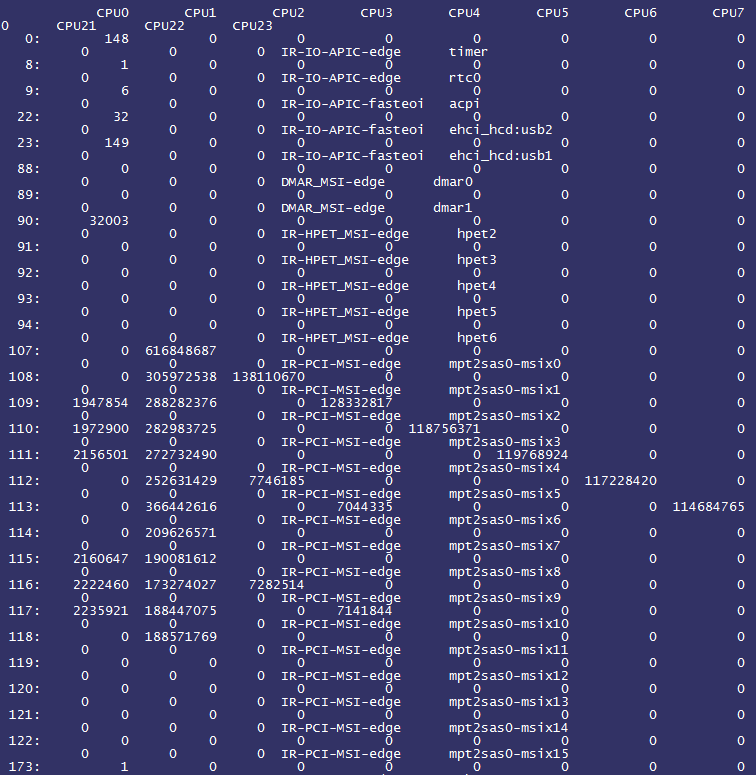 CPU0 CPU1 CPU2 CPU3 CPU4 CPU5 CPU6 CPU7
0 CPU21 CPU22 CPU23
0: 148 0 0 0 0 0 0 0
0 0 0 IR-IO-APIC-edge timer
8: 1 0 0 0 0 0 0 0
0 0 0 IR-IO-APIC-edge rtc0
9: 6 0 0 0 0 0 0 0
0 0 0 IR-IO-APIC-fasteoi acpi
22: 32 0 0 0 0 0 0 0
0 0 0 IR-IO-APIC-fasteoi ehci_hcd:usb2
23: 149 0 0 0 0 0 0 0
0 0 0 IR-IO-APIC-fasteoi ehci_hcd:usb1
88: 0 0 0 0 0 0 0 0
0 0 0 DMAR_MSI-edge dmar0
89: 0 0 0 0 0 0 0 0
0 0 0 DMAR_MSI-edge dmar1
90: 32003 0 0 0 0 0 0 0
0 0 0 IR-HPET_MSI-edge hpet2
91: 0 0 0 0 0 0 0 0
0 0 0 IR-HPET_MSI-edge hpet3
92: 0 0 0 0 0 0 0 0
0 0 0 IR-HPET_MSI-edge hpet4
93: 0 0 0 0 0 0 0 0
0 0 0 IR-HPET_MSI-edge hpet5
94: 0 0 0 0 0 0 0 0
0 0 0 IR-HPET_MSI-edge hpet6
107: 0 616848687 0 0 0 0 0 0
0 0 0 IR-PCI-MSI-edge mpt2sas0-msix0
108: 0 305972538 138110670 0 0 0 0 0
0 0 0 IR-PCI-MSI-edge mpt2sas0-msix1
109: 1947854 288282376 0 128332817 0 0 0 0
0 0 0 IR-PCI-MSI-edge mpt2sas0-msix2
110: 1972900 282983725 0 0 118756371 0 0 0
0 0 0 IR-PCI-MSI-edge mpt2sas0-msix3
111: 2156501 272732490 0 0 0 119768924 0 0
0 0 0 IR-PCI-MSI-edge mpt2sas0-msix4
112: 0 252631429 7746185 0 0 0 117228420 0
0 0 0 IR-PCI-MSI-edge mpt2sas0-msix5
113: 0 366442616 0 7044335 0 0 0 114684765
0 0 0 IR-PCI-MSI-edge mpt2sas0-msix6
114: 0 209626571 0 0 0 0 0 0
0 0 0 IR-PCI-MSI-edge mpt2sas0-msix7
115: 2160647 190081612 0 0 0 0 0 0
0 0 0 IR-PCI-MSI-edge mpt2sas0-msix8
116: 2222460 173274027 7282514 0 0 0 0 0
0 0 0 IR-PCI-MSI-edge mpt2sas0-msix9
117: 2235921 188447075 0 7141844 0 0 0 0
0 0 0 IR-PCI-MSI-edge mpt2sas0-msix10
118: 0 188571769 0 0 0 0 0 0
0 0 0 IR-PCI-MSI-edge mpt2sas0-msix11
119: 0 0 0 0 0 0 0 0
0 0 0 IR-PCI-MSI-edge mpt2sas0-msix12
120: 0 0 0 0 0 0 0 0
0 0 0 IR-PCI-MSI-edge mpt2sas0-msix13
121: 0 0 0 0 0 0 0 0
0 0 0 IR-PCI-MSI-edge mpt2sas0-msix14
122: 0 0 0 0 0 0 0 0
0 0 0 IR-PCI-MSI-edge mpt2sas0-msix15
173: 1 0 0 0 0 0 0 0